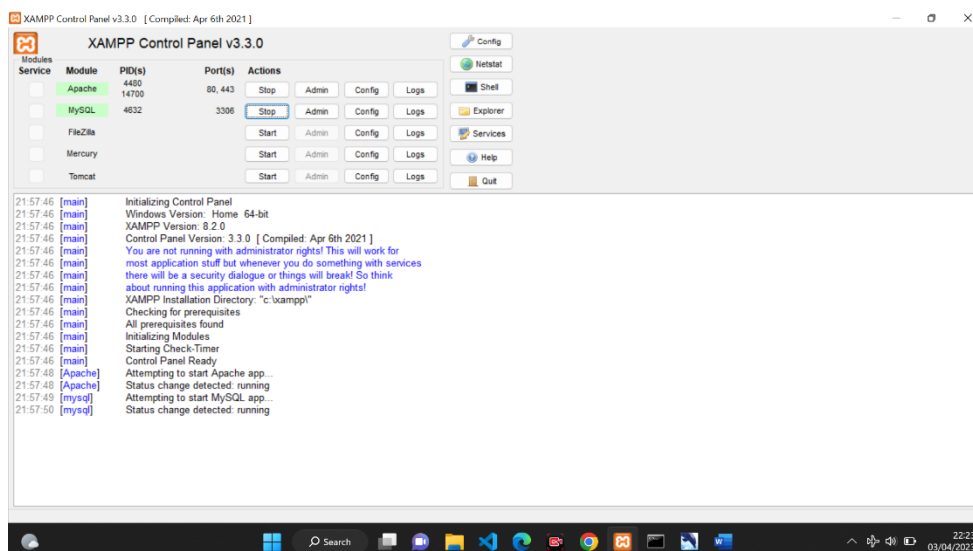 XAMPP Control Panel v3.3.0 [ Compiled: Apr 6th 2021 ]
XAMPP Control Panel v3.3.0
Config
Modules
Netstat
Service Module PID(s) Port(s) Actions
Apache 4480 14700 80, 443 Stop Admin Config Logs
Shell
MySQL 4632 3306 Stop Admin Config Logs
Explorer
FileZilla Start Admin Config Logs
Services
Mercury Start Admin Config Logs
Help
Tomcat Start Admin Config Logs
Quit
21:57:46 [main] Initializing Control Panel
21:57:46 [main] Windows Version: Home 64-bit
21:57:46 [main] XAMPP Version: 8.2.0
21:57:46 [main] Control Panel Version: 3.3.0 [ Compiled: Apr 6th 2021 ]
21:57:46 [main] You are not running with administrator rights! This will work for
21:57:46 [main] most application stuff but whenever you do something with services
21:57:46 [main] there will be a security dialogue or things will break! So think
21:57:46 [main] about running this application with administrator rights!
21:57:46 [main] XAMPP Installation Directory: "c:\xampp\"
21:57:46 [main] Checking for prerequisites
21:57:46 [main] All prerequisites found
21:57:46 [main] Initializing Modules
21:57:46 [main] Starting Check-Timer
21:57:46 [main] Control Panel Ready
21:57:48 [Apache] Attempting to start Apache app...
21:57:48 [Apache] Status change detected: running
21:57:49 [mysql] Attempting to start MySQL app...
21:57:50 [mysql] Status change detected: running
Search